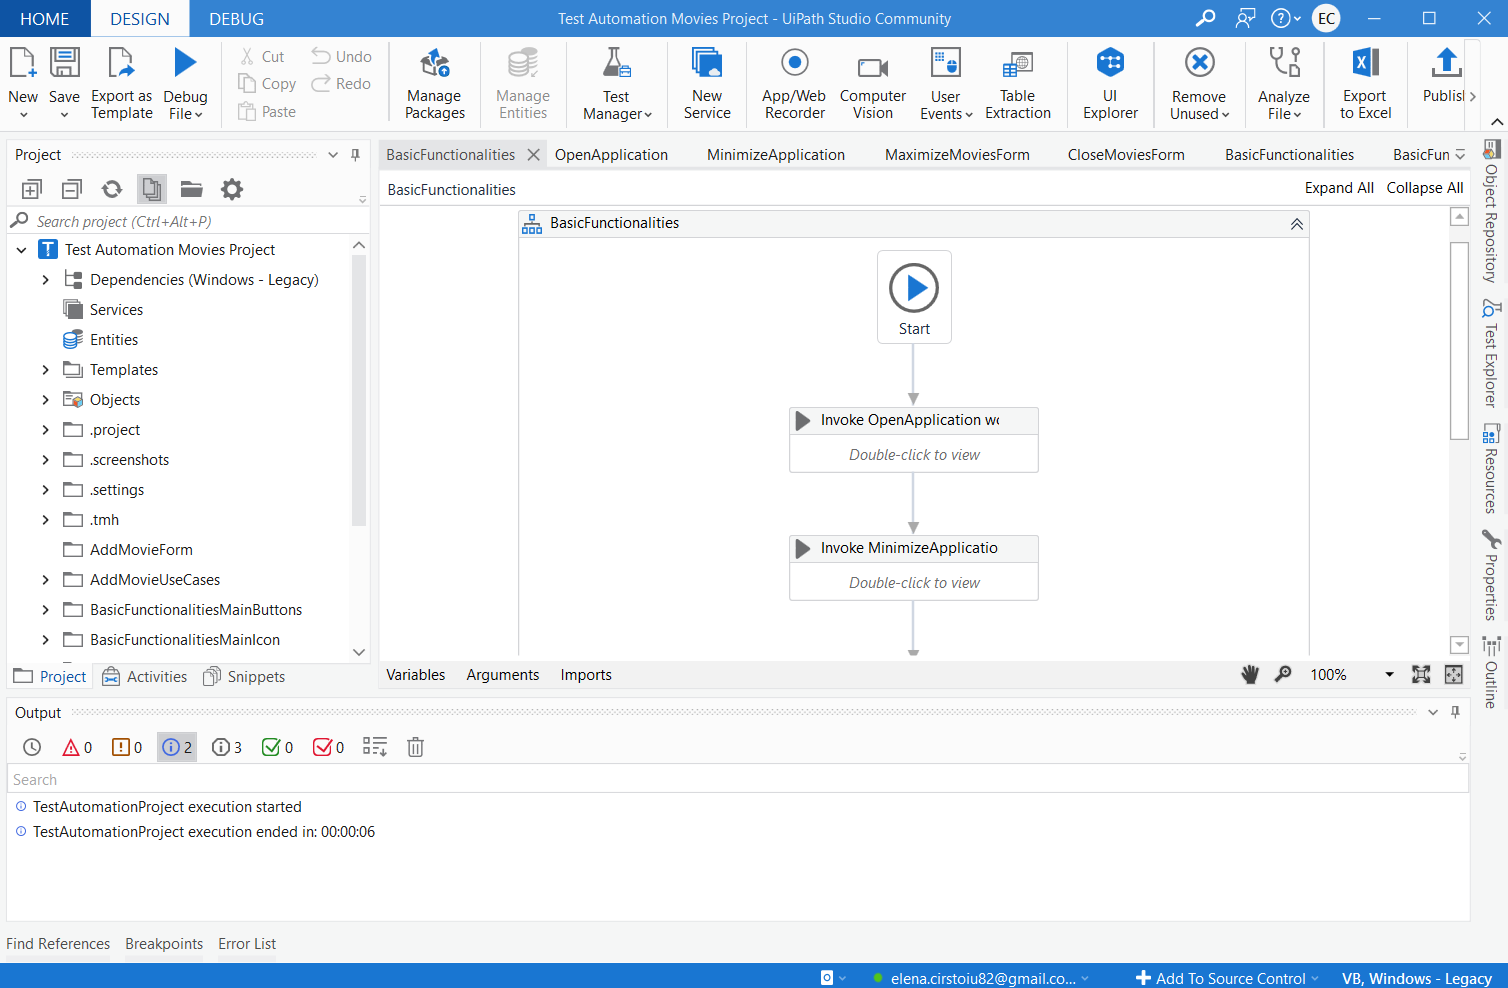 HOME DESIGN DEBUG Test Automation Movies Project - UiPath Studio Community EC
New Save Export as Template Debug File
Cut Undo
Copy Redo
Paste
Manage Packages Manage Entities Test Manager New Service App/Web Recorder Computer Vision User Events Table Extraction UI Explorer Remove Unused Analyze File Export to Excel Publish
Project
BasicFunctionalities OpenApplication MinimizeApplication MaximizeMoviesForm CloseMoviesForm BasicFunctionalities BasicFun
BasicFunctionalities Expand All Collapse All
Search project (Ctrl+Alt+P)
Test Automation Movies Project
Dependencies (Windows - Legacy)
Services
Entities
Templates
Objects
.project
.screenshots
.settings
.tmh
AddMovieForm
AddMovieUseCases
BasicFunctionalitiesMainButtons
BasicFunctionalitiesMainIcon
Project Activities Snippets
BasicFunctionalities
Start
Invoke OpenApplication wo
Double-click to view
Invoke MinimizeApplicatio
Double-click to view
Variables Arguments Imports 100%
Object Repository
Test Explorer
Resources
Properties
Outline
Output
0 0 2 3 0 0
Search
TestAutomationProject execution started
TestAutomationProject execution ended in: 00:00:06
Find References Breakpoints Error List
elena.cirstoiu82@gmail.co... Add To Source Control VB, Windows - Legacy